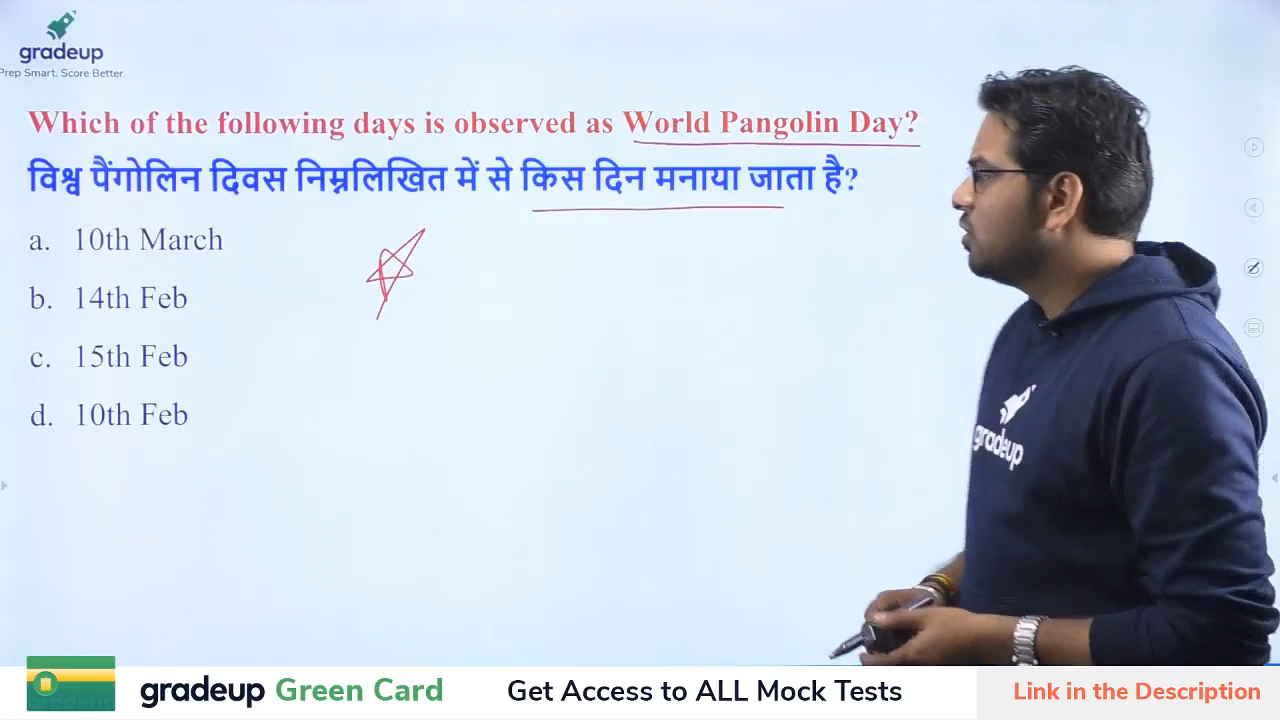 gradeup
Prep Smart. Score Better.
Which of the following days is observed as World Pangolin Day?
विश्व पैंगोलिन दिवस निम्नलिखित में से किस दिन मनाया जाता है?
a. 10th March
b. 14th Feb
c. 15th Feb
d. 10th Feb
gradeup
gradeup Green Card
Get Access to ALL Mock Tests
Link in the Description